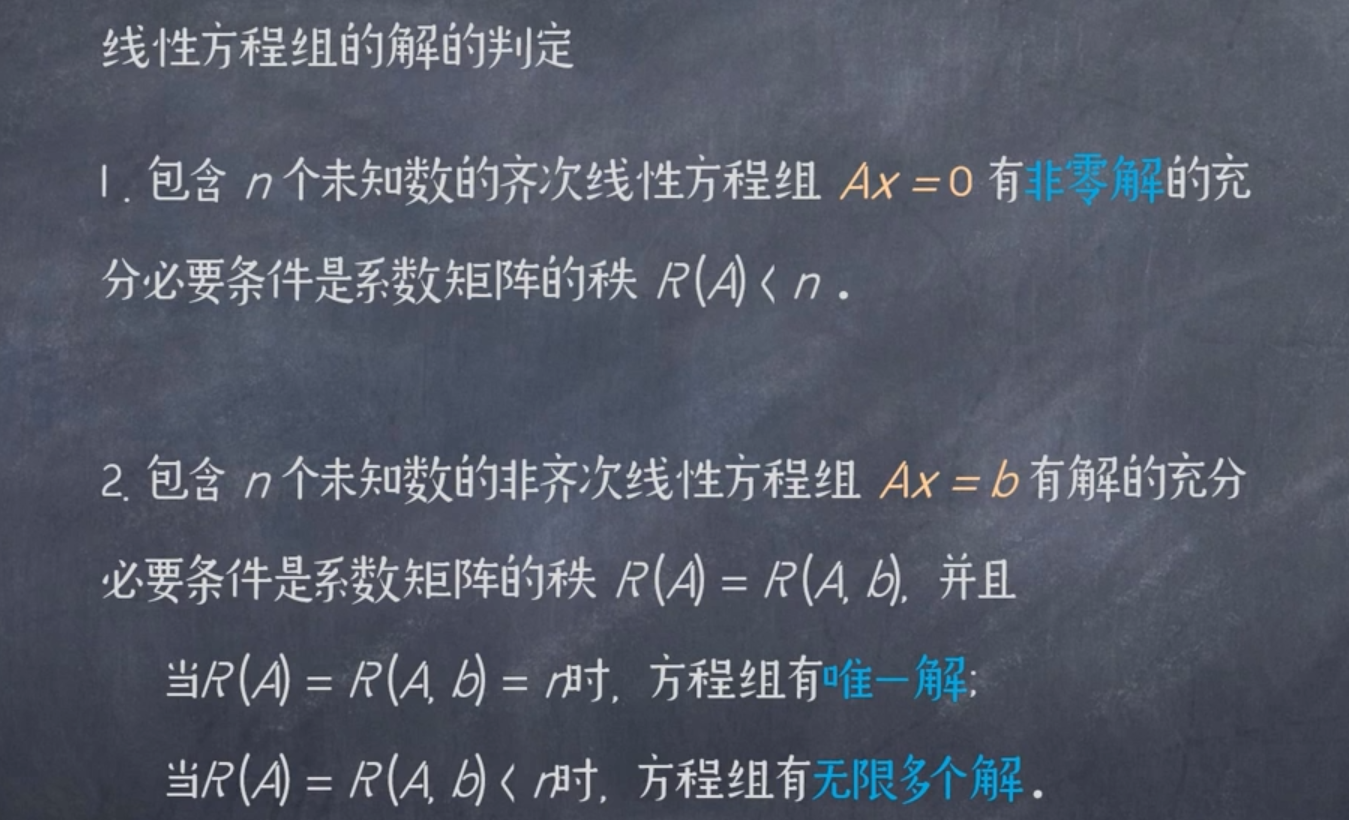 线性方程组的解的判定
1. 包含 n 个未知数的齐次线性方程组 Ax = 0 有非零解的充
分必要条件是系数矩阵的秩 R(A) < n .
2. 包含 n 个未知数的非齐次线性方程组 Ax = b 有解的充分
必要条件是系数矩阵的秩 R(A) = R(A, b), 并且
当R(A) = R(A, b) = n时, 方程组有唯一解;
当R(A) = R(A, b) < n时, 方程组有无限多个解 .